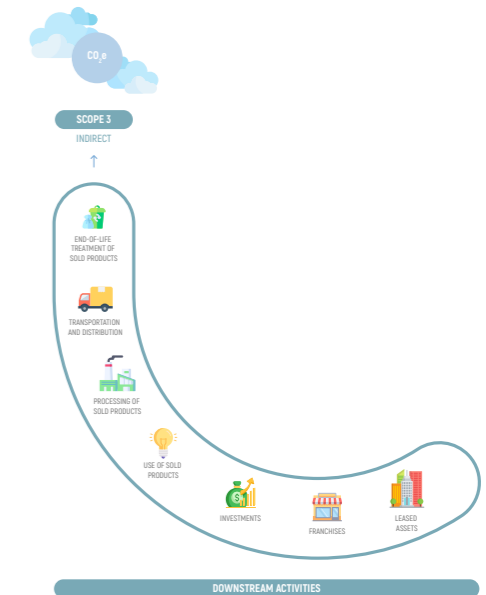 CO₂e
SCOPE 3
INDIRECT
END-OF-LIFE
TREATMENT OF
SOLD PRODUCTS
TRANSPORTATION
AND DISTRIBUTION
PROCESSING OF
SOLD PRODUCTS
USE OF SOLD
PRODUCTS
INVESTMENTS
FRANCHISES
LEASED
ASSETS
DOWNSTREAM ACTIVITIES